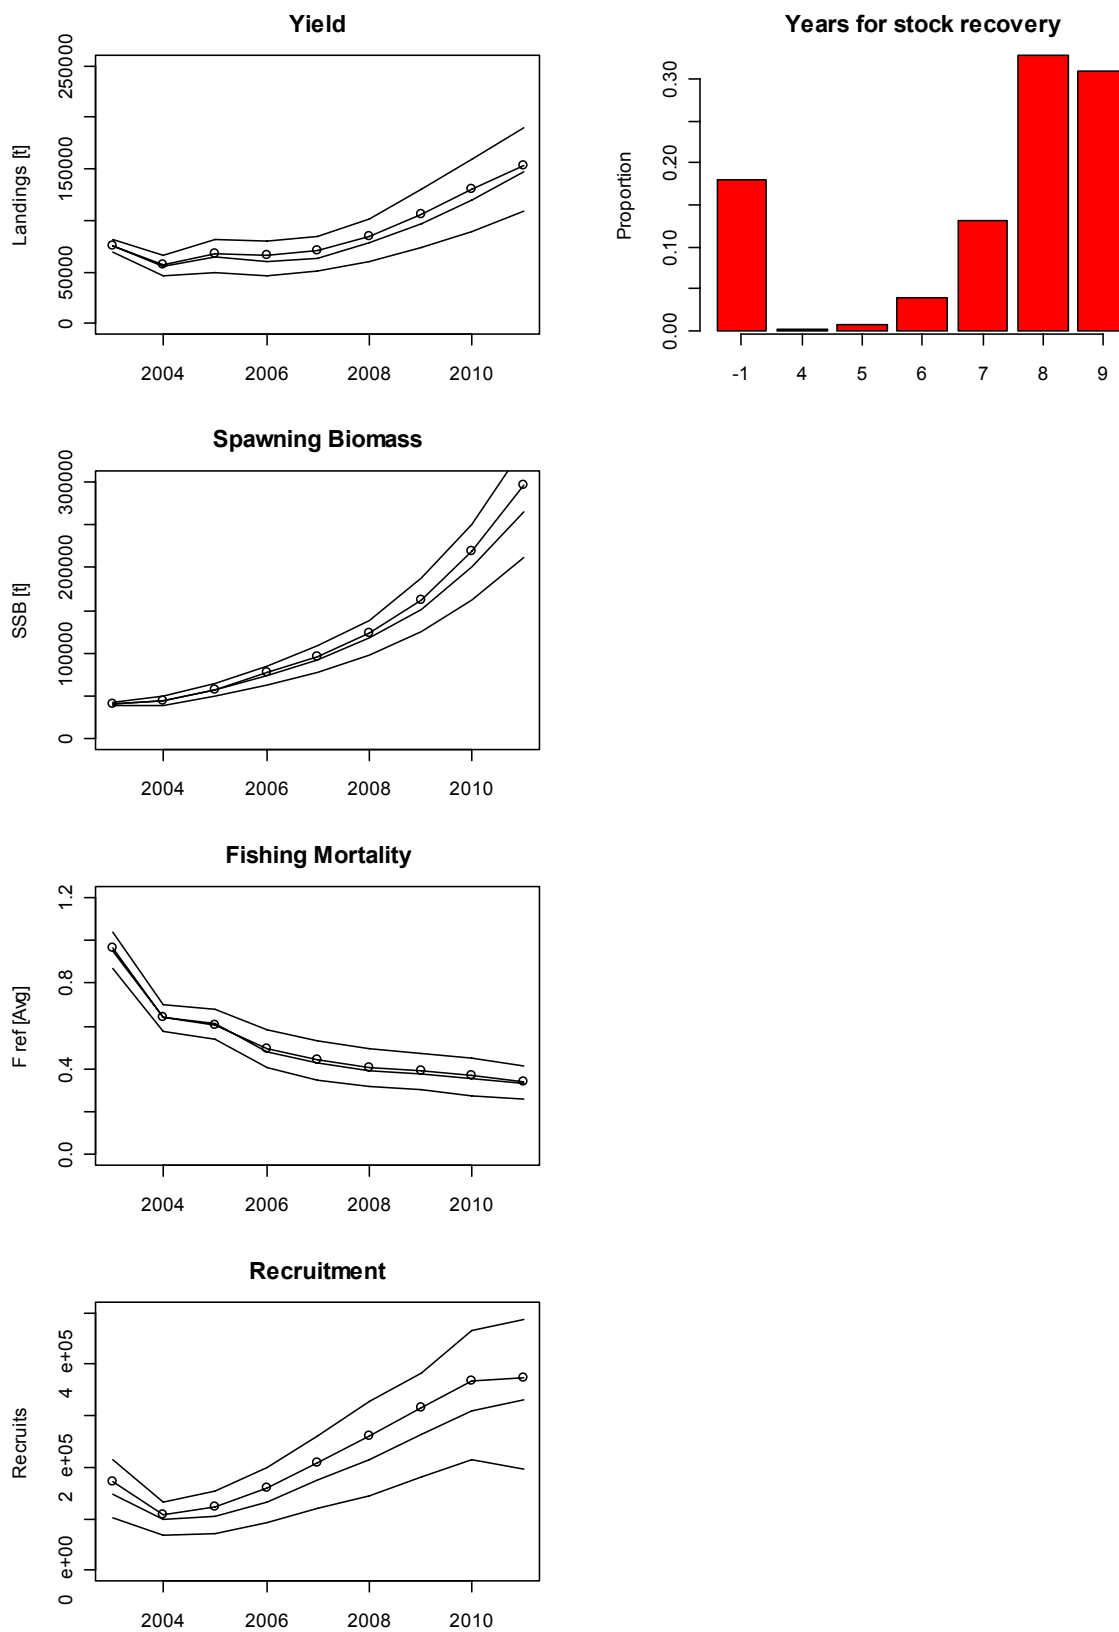 Yield
Landings [t]
0 50000 150000 250000
2004 2006 2008 2010
Years for stock recovery
Proportion
0.00 0.10 0.20 0.30
-1 4 5 6 7 8 9
Spawning Biomass
SSB [t]
0 100000 200000 300000
2004 2006 2008 2010
Fishing Mortality
F ref [Avg]
0.0 0.4 0.8 1.2
2004 2006 2008 2010
Recruitment
Recruits
0 e+00 2 e+05 4 e+05
2004 2006 2008 2010